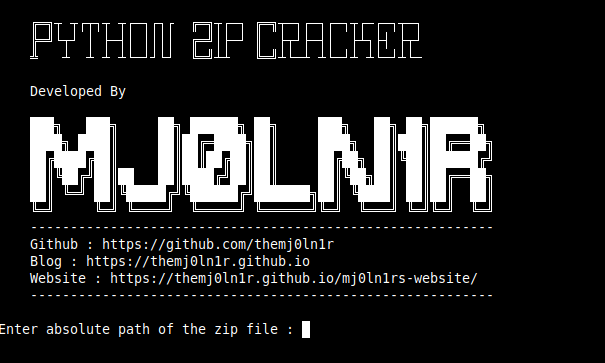 PYTHON ZIP CRACKER
Developed By
MJ0LN1R
---------------------------------------------------------
Github : https://github.com/themj0ln1r
Blog : https://themj0ln1r.github.io
Website : https://themj0ln1r.github.io/mj0ln1rs-website/
---------------------------------------------------------
Enter absolute path of the zip file :